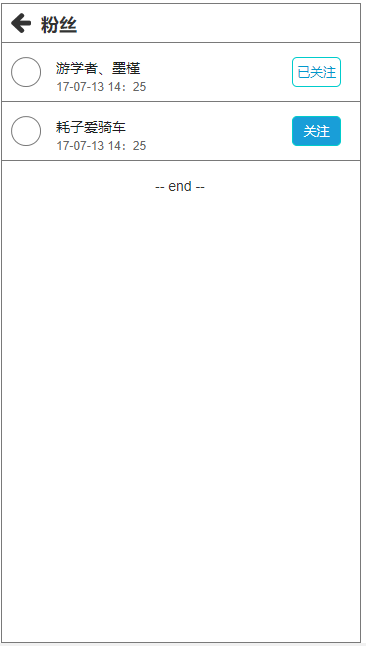 粉丝
游学者、墨槿
17-07-13 14：25
已关注
耗子爱骑车
17-07-13 14：25
关注
-- end --